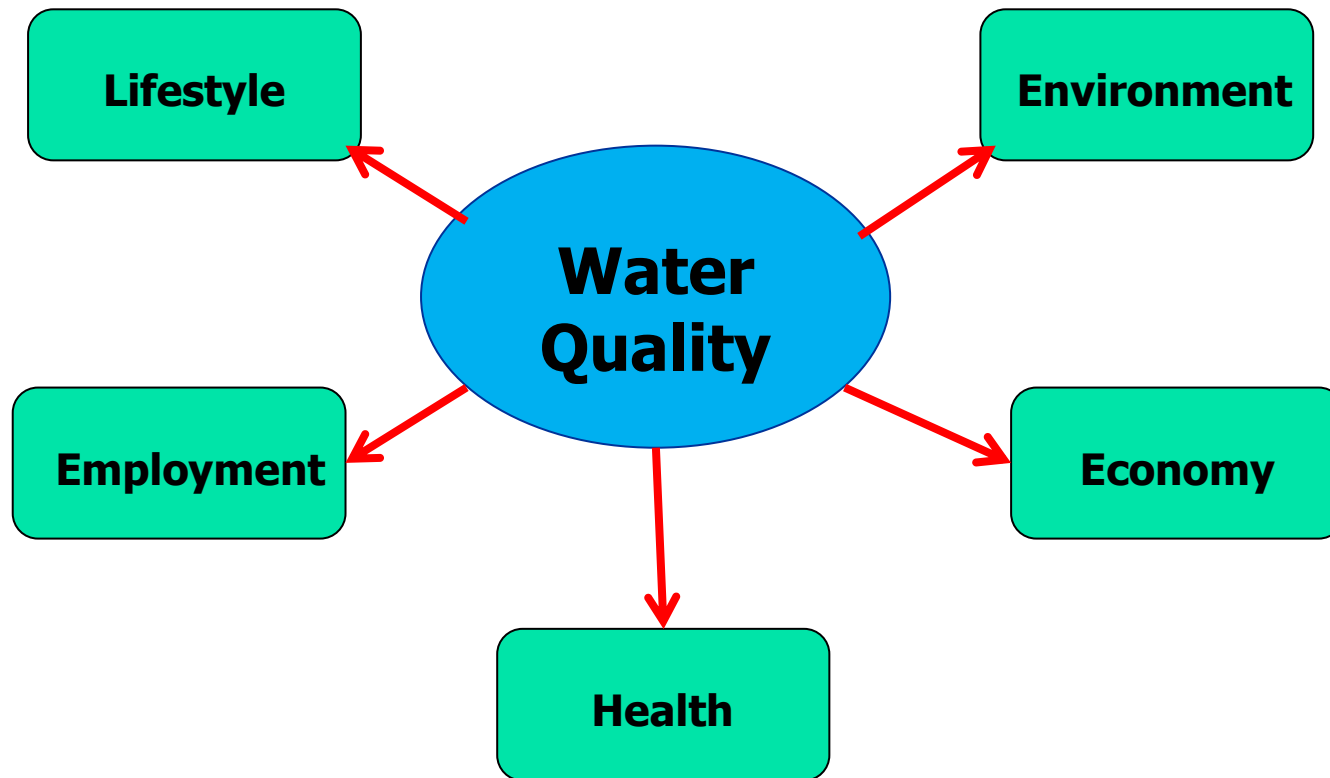 Lifestyle
Environment
Water
Quality
Employment
Economy
Health